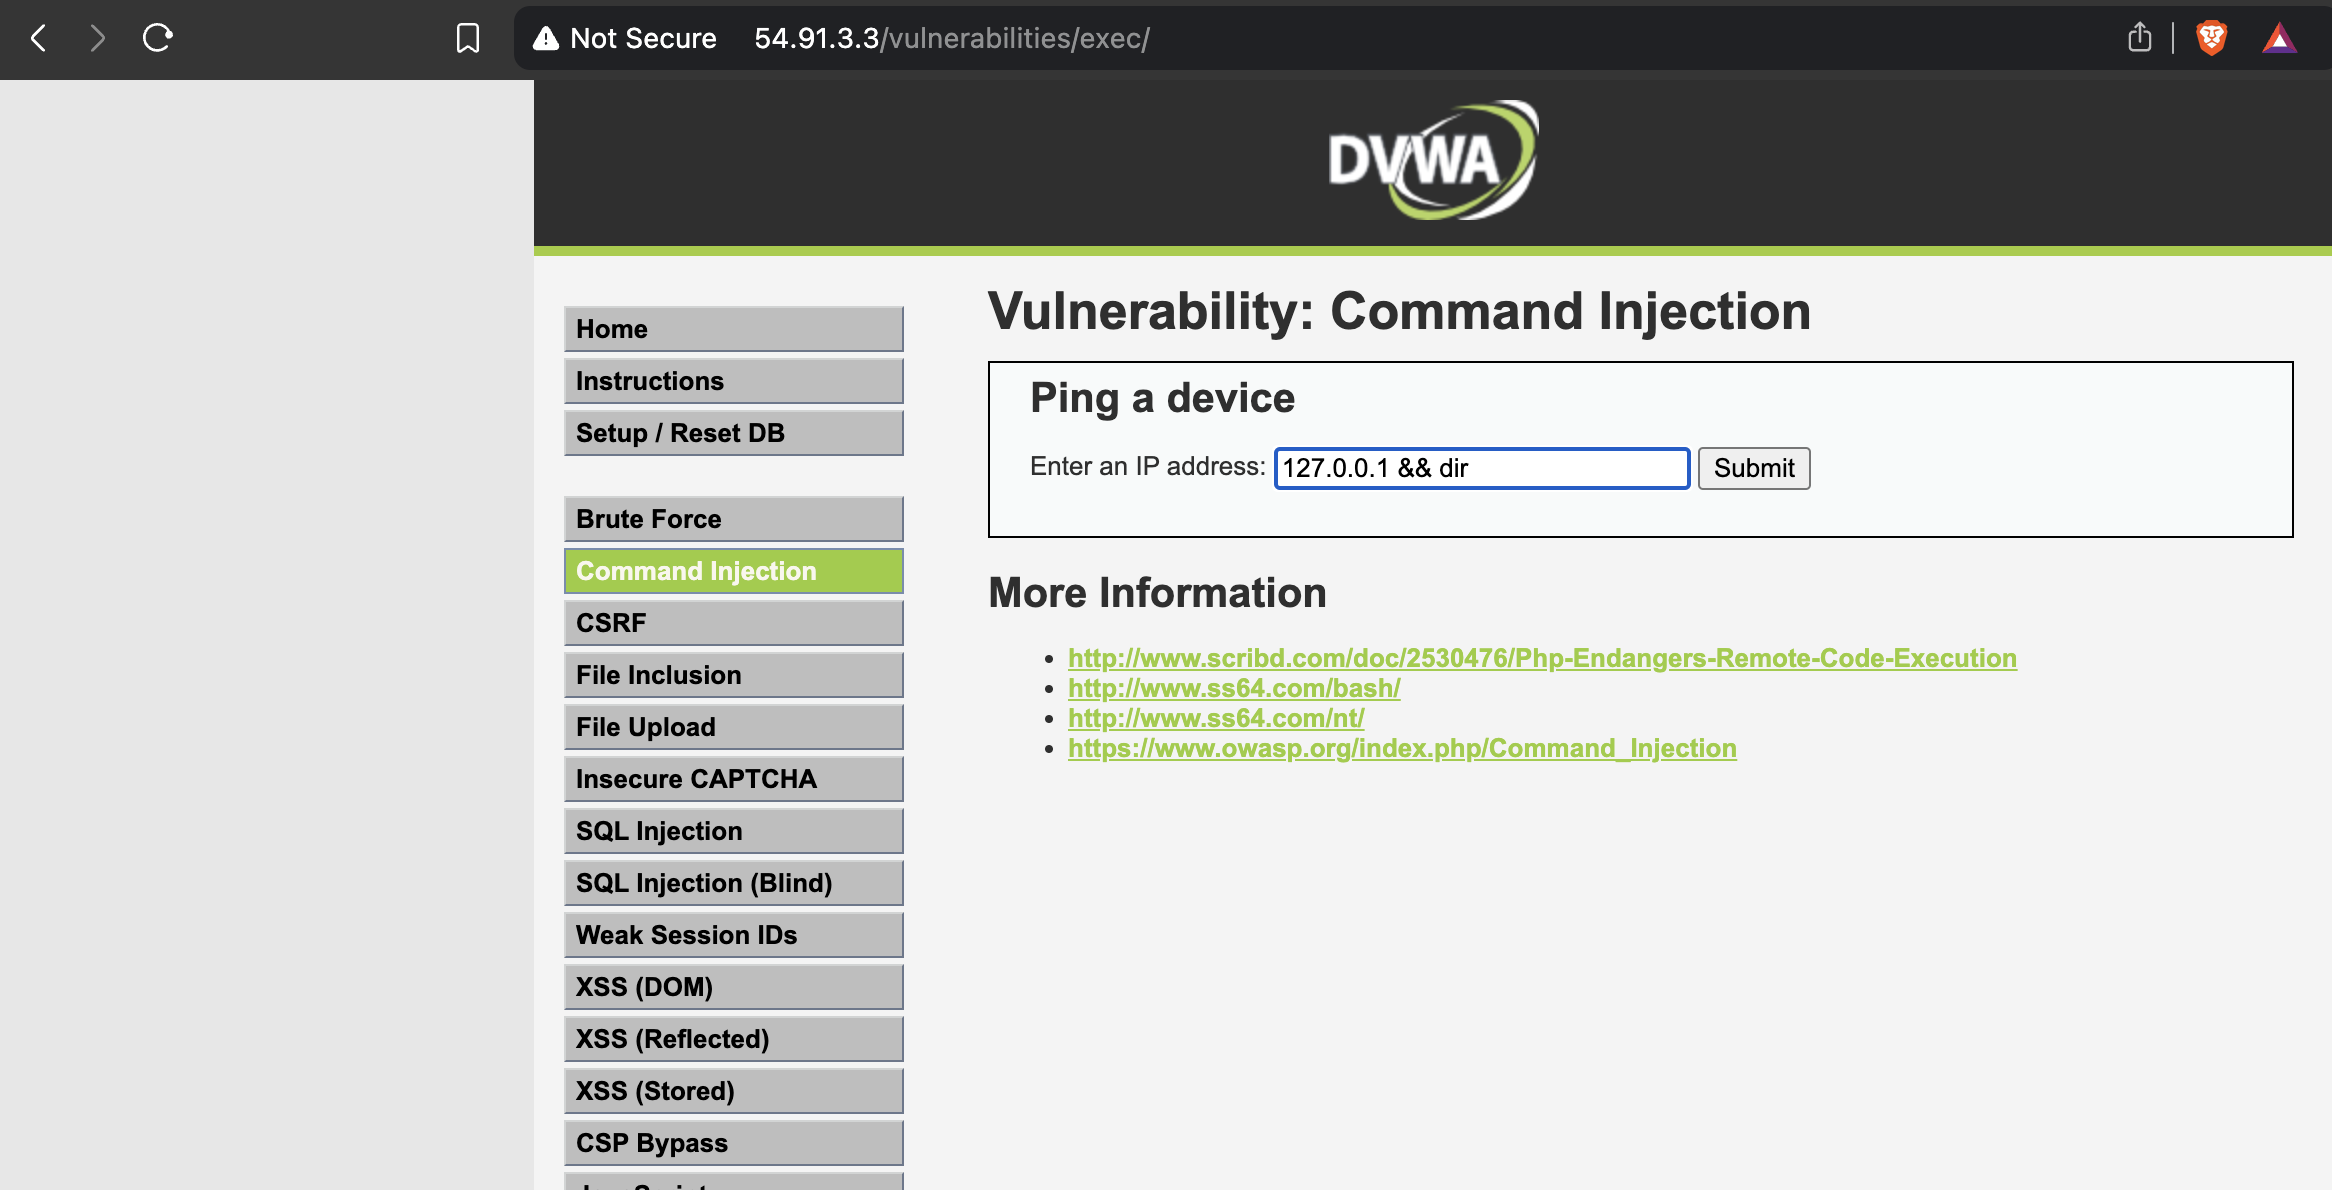 Not Secure 54.91.3.3/vulnerabilities/exec/
DVWA
Home
Instructions
Setup / Reset DB
Brute Force
Command Injection
CSRF
File Inclusion
File Upload
Insecure CAPTCHA
SQL Injection
SQL Injection (Blind)
Weak Session IDs
XSS (DOM)
XSS (Reflected)
XSS (Stored)
CSP Bypass
Vulnerability: Command Injection
Ping a device
Enter an IP address: 127.0.0.1 && dir Submit
More Information
http://www.scribd.com/doc/2530476/Php-Endangers-Remote-Code-Execution
http://www.ss64.com/bash/
http://www.ss64.com/nt/
https://www.owasp.org/index.php/Command_Injection